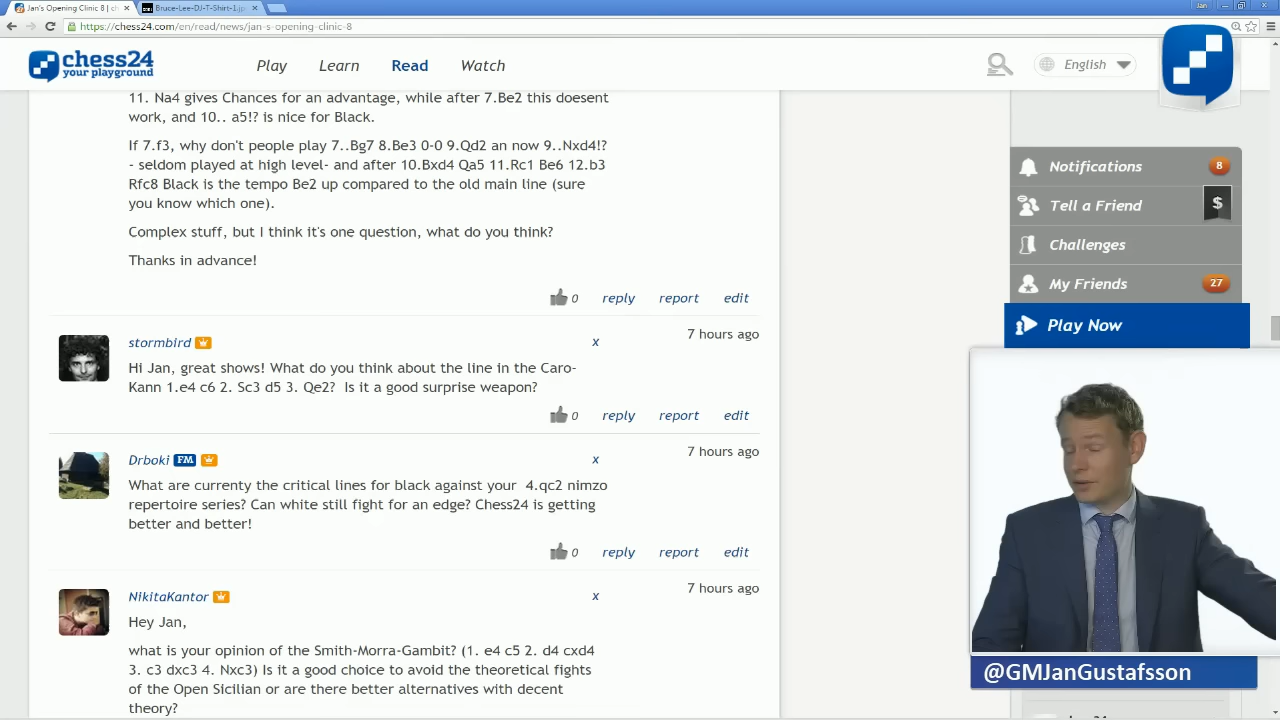 Jan's Opening Clinic 8 | ch
Bruce-Lee-DJ-T-Shirt-1.jp
Jan
https://chess24.com/en/read/news/jan-s-opening-clinic-8
chess24
your playground
Play
Learn
Read
Watch
English
11. Na4 gives Chances for an advantage, while after 7.Be2 this doesent
work, and 10.. a5!? is nice for Black.
If 7.f3, why don't people play 7..Bg7 8.Be3 0-0 9.Qd2 an now 9..Nxd4!?
- seldom played at high level- and after 10.Bxd4 Qa5 11.Rc1 Be6 12.b3
Rfc8 Black is the tempo Be2 up compared to the old main line (sure
you know which one).
Complex stuff, but I think it's one question, what do you think?
Thanks in advance!
0 reply report edit
stormbird
x
7 hours ago
Hi Jan, great shows! What do you think about the line in the Caro-
Kann 1.e4 c6 2. Sc3 d5 3. Qe2? Is it a good surprise weapon?
0 reply report edit
Drboki FM
x
7 hours ago
What are currenty the critical lines for black against your 4.qc2 nimzo
repertoire series? Can white still fight for an edge? Chess24 is getting
better and better!
0 reply report edit
NikitaKantor
x
7 hours ago
Hey Jan,
what is your opinion of the Smith-Morra-Gambit? (1. e4 c5 2. d4 cxd4
3. c3 dxc3 4. Nxc3) Is it a good choice to avoid the theoretical fights
of the Open Sicilian or are there better alternatives with decent
theory?
Notifications 8
Tell a Friend $
Challenges
My Friends 27
Play Now
@GMJanGustafsson